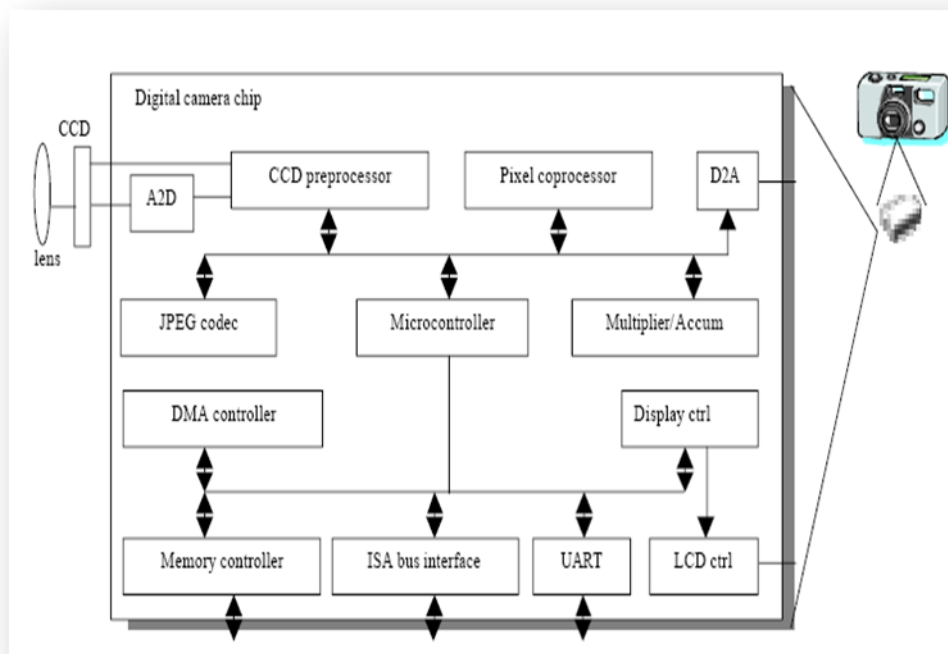 Digital camera chip
CCD
CCD preprocessor
Pixel coprocessor
D2A
A2D
lens
JPEG codec
Microcontroller
Multiplier/Accum
DMA controller
Display ctrl
Memory controller
ISA bus interface
UART
LCD ctrl